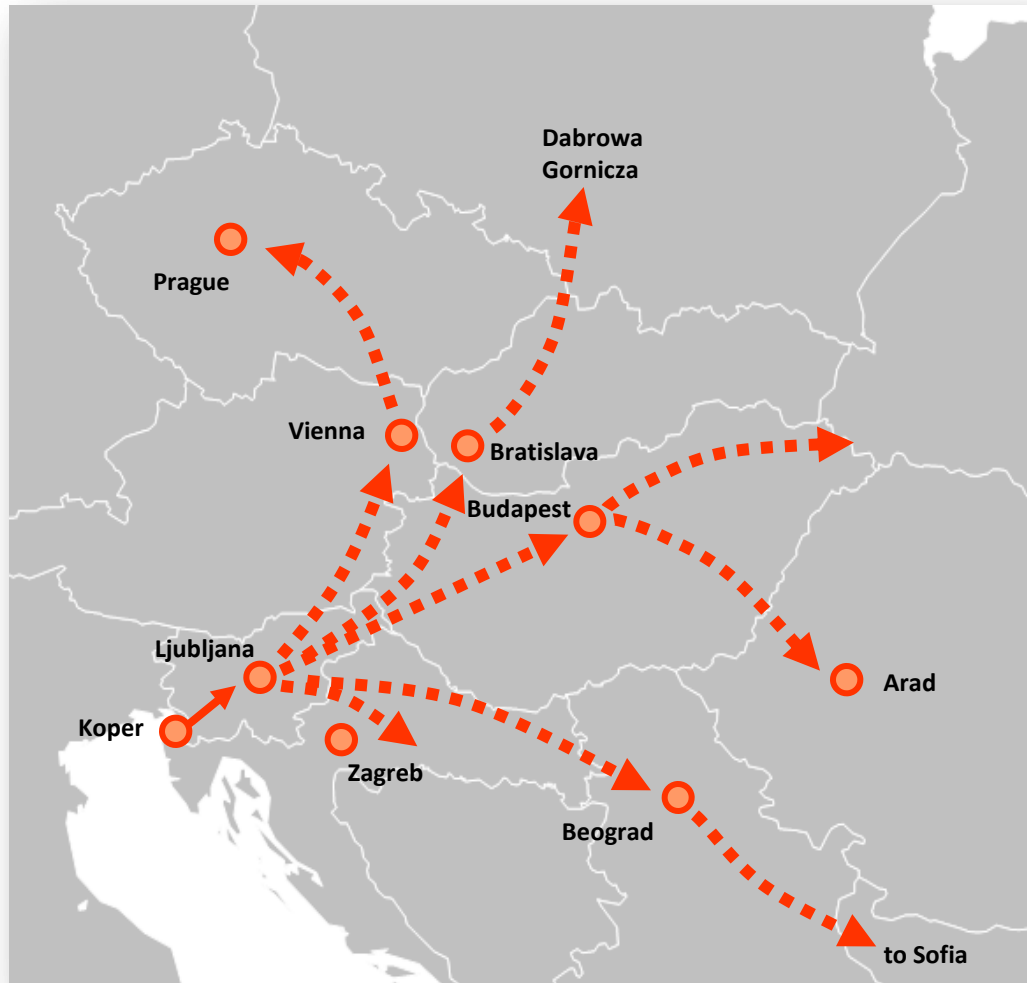 Dabrowa
Gornicza
Prague
Vienna
Bratislava
Budapest
Ljubljana
Arad
Koper
Zagreb
Beograd
to Sofia